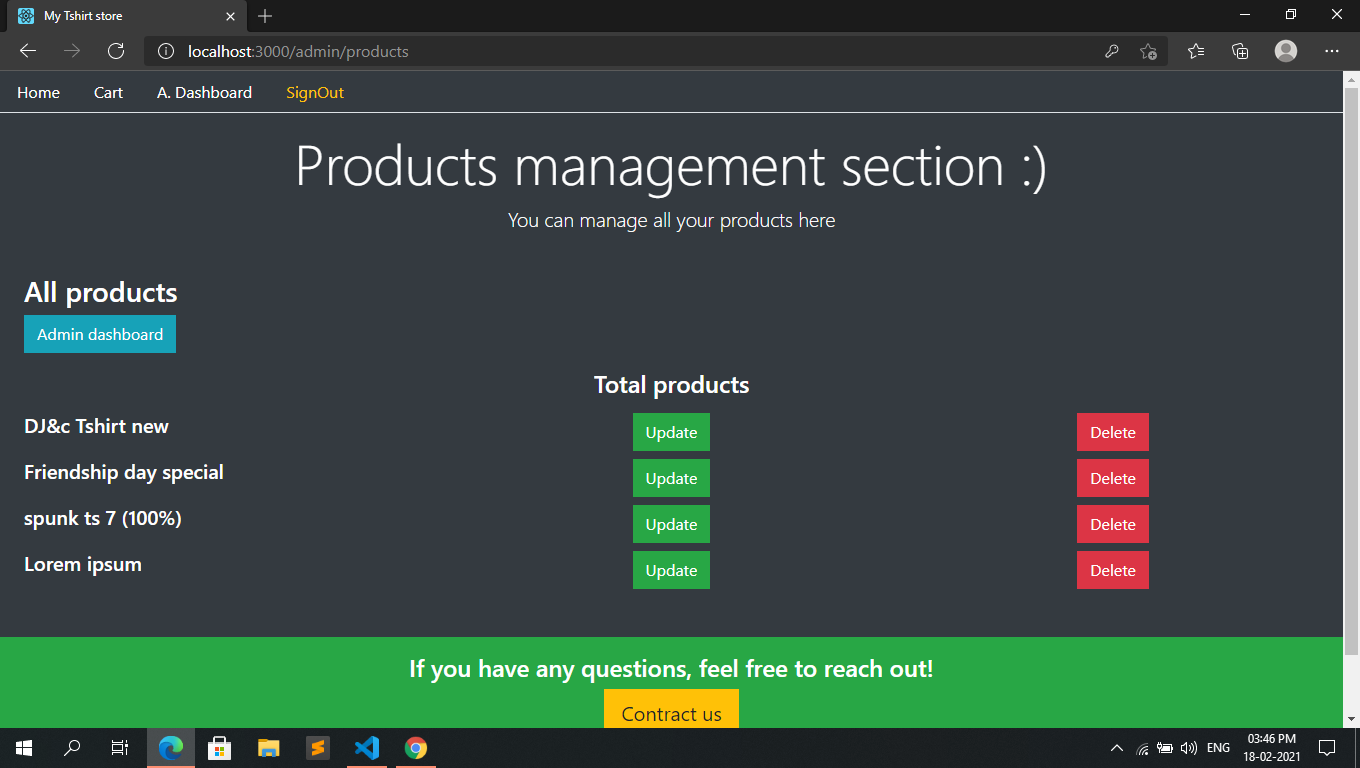 My Tshirt store
localhost:3000/admin/products
Home Cart A. Dashboard SignOut
Products management section :)
You can manage all your products here
All products
Admin dashboard
Total products
DJ&c Tshirt new Update Delete
Friendship day special Update Delete
spunk ts 7 (100%) Update Delete
Lorem ipsum Update Delete
If you have any questions, feel free to reach out!
Contract us
ENG
03:46 PM
18-02-2021